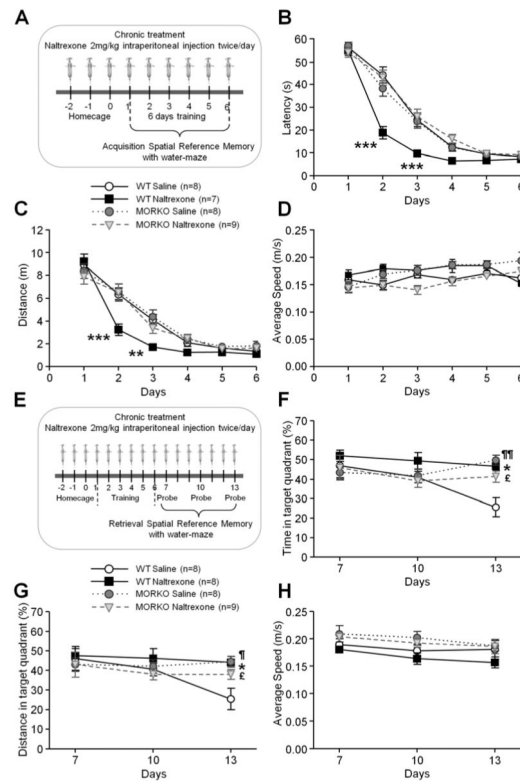 A
Chronic treatment
Naltrexone 2mg/kg intraperitoneal injection twice/day
-2 -1 0 1 2 3 4 5 6
Homecage 6 days training
Acquisition Spatial Reference Memory
with water-maze
B
Latency (s)
60
50
40
30
20
10
0
***
***
1 2 3 4 5 6
Days
WT Saline (n=8)
WT Naltrexone (n=7)
MORKO Saline (n=8)
MORKO Naltrexone (n=9)
C
Distance (m)
12
10
8
6
4
2
0
***
**
1 2 3 4 5 6
Days
D
Average Speed (m/s)
0.25
0.20
0.15
0.10
0.05
0.00
1 2 3 4 5 6
Days
E
Chronic treatment
Naltrexone 2mg/kg intraperitoneal injection twice/day
-2 -1 0 1 2 3 4 5 6 7 10 13
Homecage Training Probe Probe Probe
Retrieval Spatial Reference Memory
with water-maze
F
Time in target quadrant (%)
70
60
50
40
30
20
10
0
¶¶
*
£
7 10 13
Days
WT Saline (n=8)
WT Naltrexone (n=8)
MORKO Saline (n=8)
MORKO Naltrexone (n=9)
G
Distance in target quadrant (%)
70
60
50
40
30
20
10
0
¶
*
£
7 10 13
Days
H
Average Speed (m/s)
0.25
0.20
0.15
0.10
0.05
0.00
7 10 13
Days